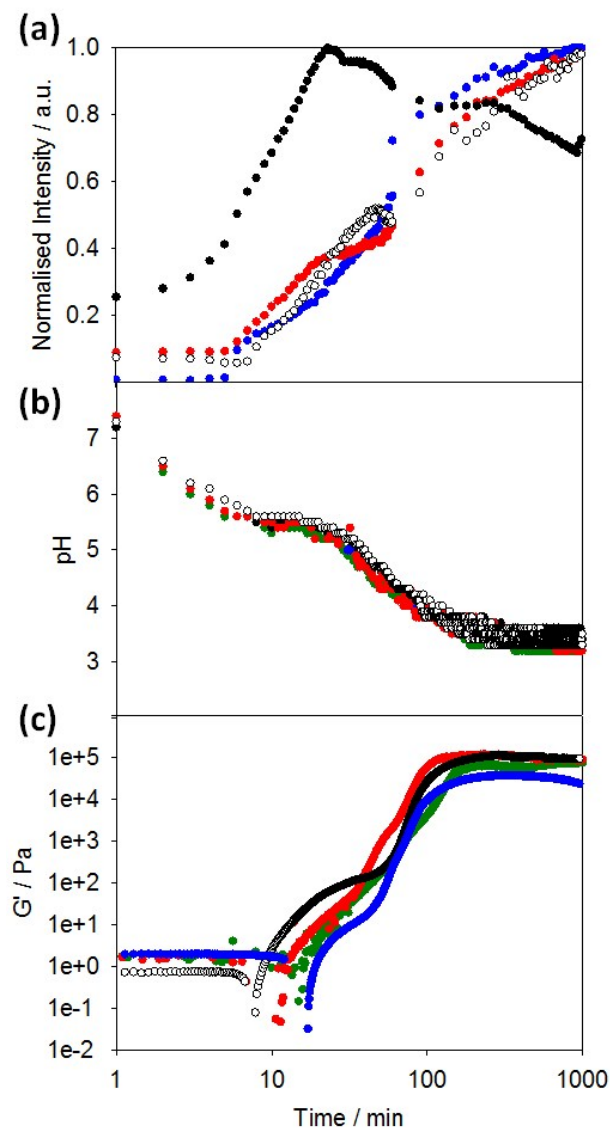 (a)
1.0
0.8
0.6
0.4
0.2
Normalised Intensity / a.u.
(b)
7
6
5
4
3
pH
(c)
1e+5
1e+4
1e+3
1e+2
1e+1
1e+0
1e-1
1e-2
G' / Pa
1 10 100 1000
Time / min